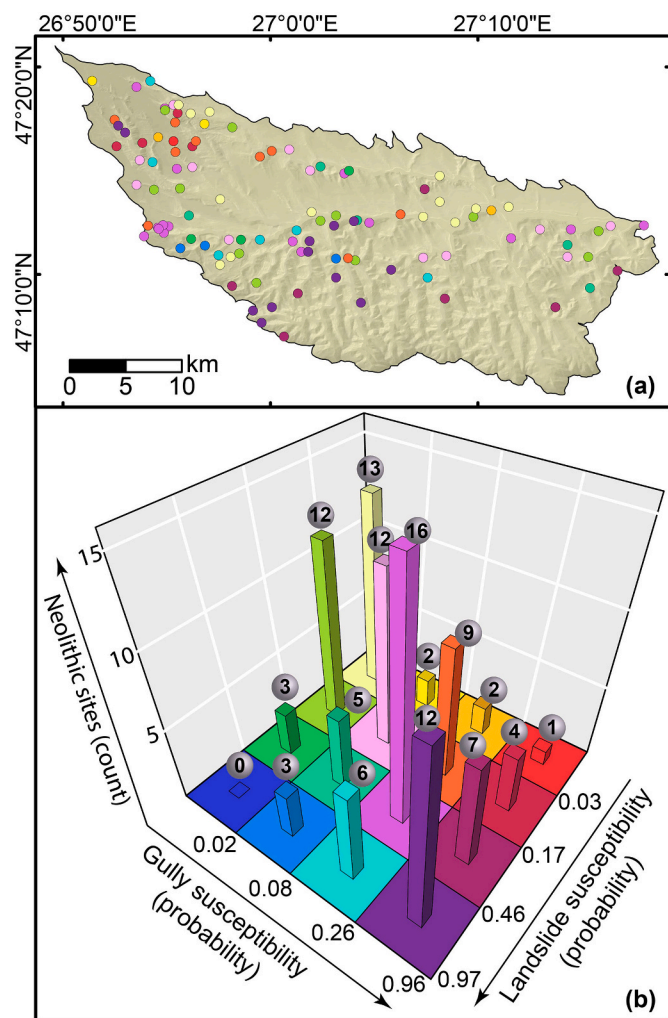 26°50'0"E 27°0'0"E 27°10'0"E
47°20'0"N
47°10'0"N
km
0 5 10
(a)
13
12
12
16
15
9
2
2
10
3
5
12
7
4
1
5
0
3
6
Neolithic sites (count)
0.03
0.02
0.17
0.08
0.46
0.26
0.96
0.97
Gully susceptibility
(probability)
Landslide susceptibility
(probability)
(b)